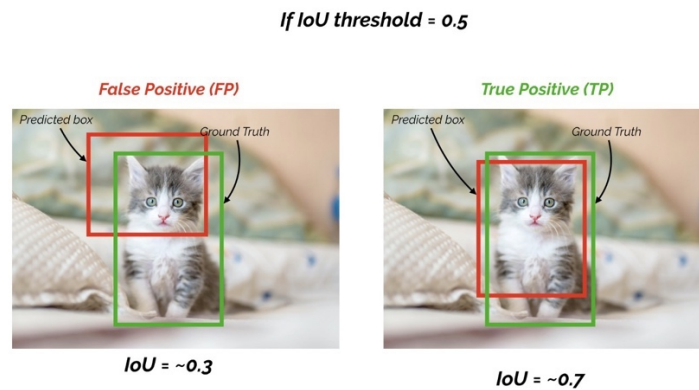 If IoU threshold = 0.5
False Positive (FP)
Predicted box
Ground Truth
IoU = ~0.3
True Positive (TP)
Predicted box
Ground Truth
IoU = ~0.7